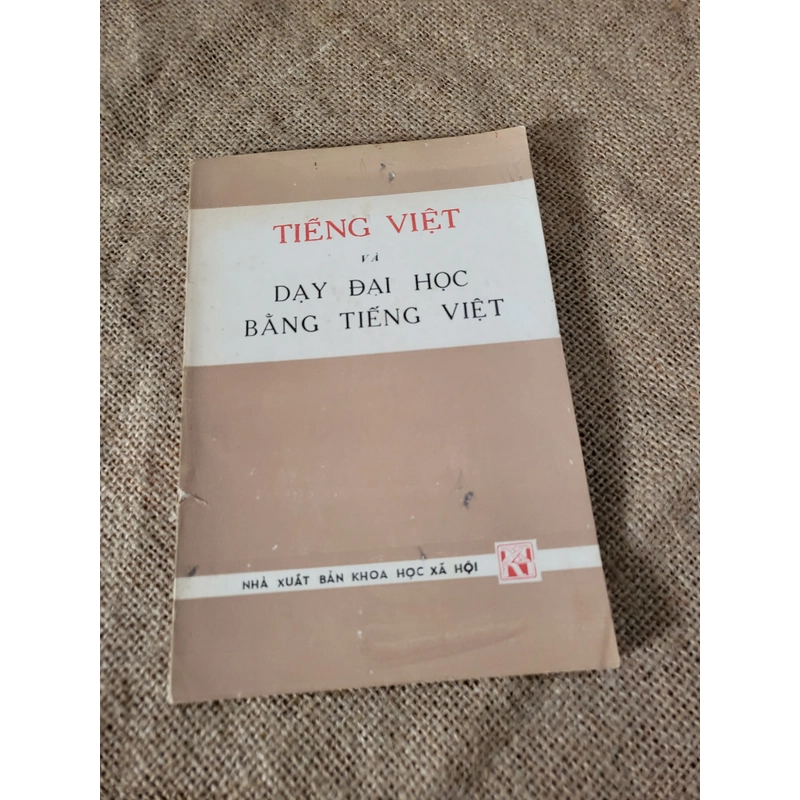 TIẾNG VIỆT
VÀ
DẠY ĐẠI HỌC
BẰNG TIẾNG VIỆT
NHÀ XUẤT BẢN KHOA HỌC XÃ HỘI